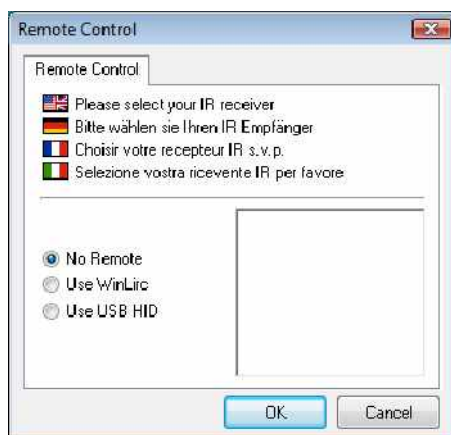 Remote Control
Remote Control
Please select your IR receiver
Bitte wählen sie Ihren IR Empfänger
Choisir votre recepteur IR s.v.p.
Selezione vostra ricevente IR per favore
No Remote
Use WinLirc
Use USB HID
OK
Cancel